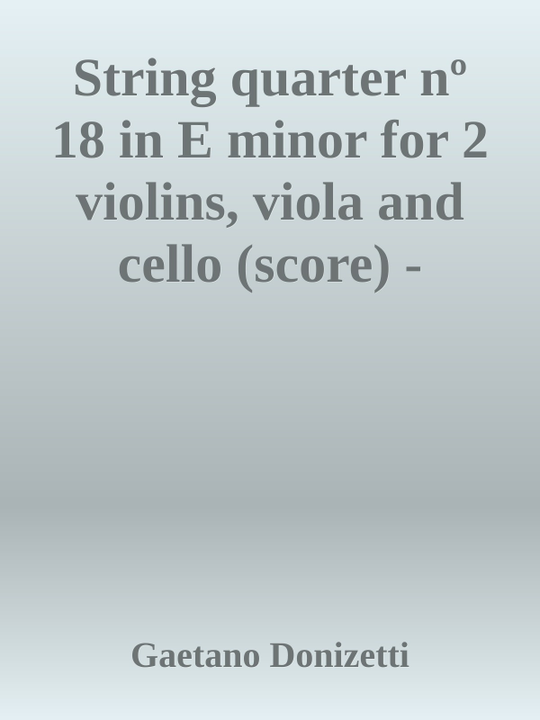 String quarter nº
18 in E minor for 2
violins, viola and
cello (score) -
Gaetano Donizetti